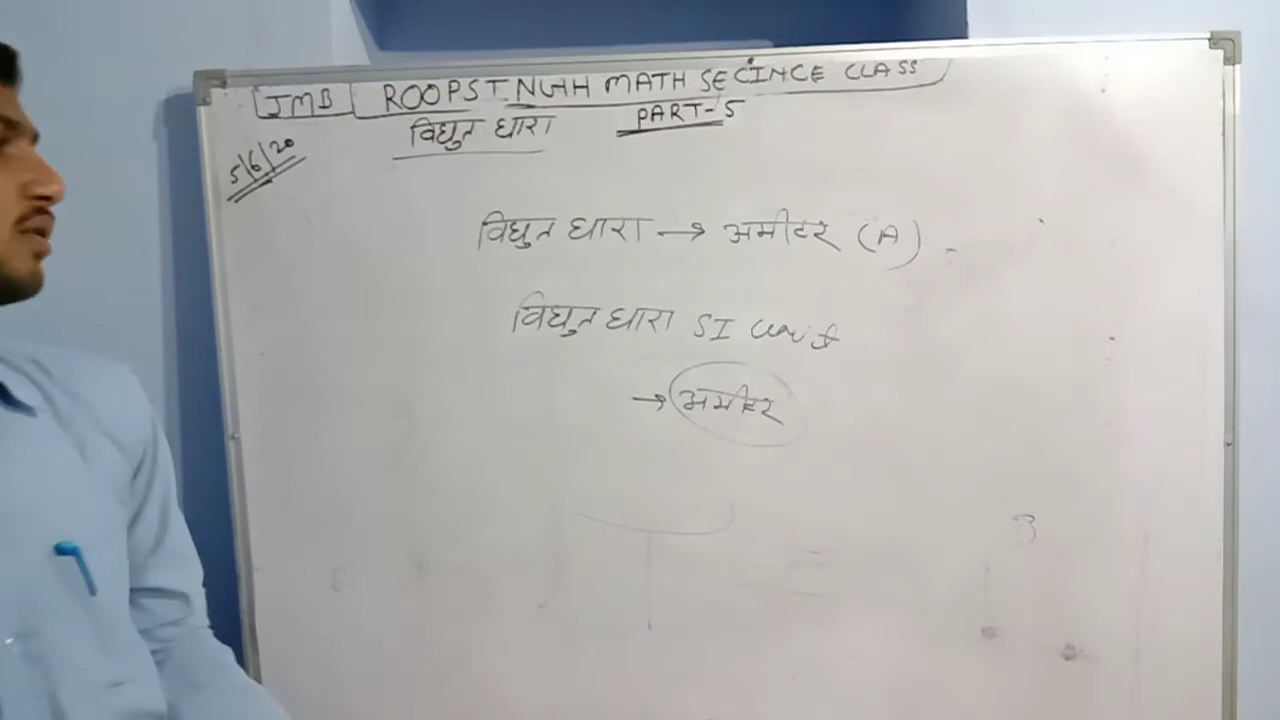 JMB ROOPSINGH MATH SECINCE CLASS
विद्युत धारा PART-5
5/6/20
विद्युत धारा → अमीटर (A)
विद्युत धारा SI unit
→ अमीटर